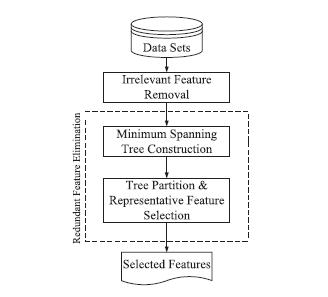 Data Sets
Irrelevant Feature
Removal
Redundant Feature Elimination
Minimum Spanning
Tree Construction
Tree Partition &
Representative Feature
Selection
Selected Features